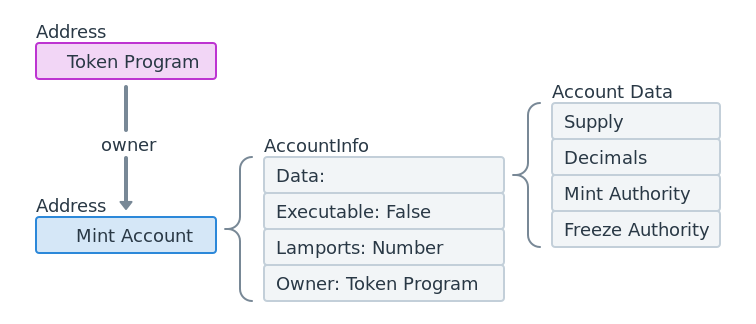 Address
Token Program
owner
Address
Mint Account
AccountInfo
Data:
Executable: False
Lamports: Number
Owner: Token Program
Account Data
Supply
Decimals
Mint Authority
Freeze Authority